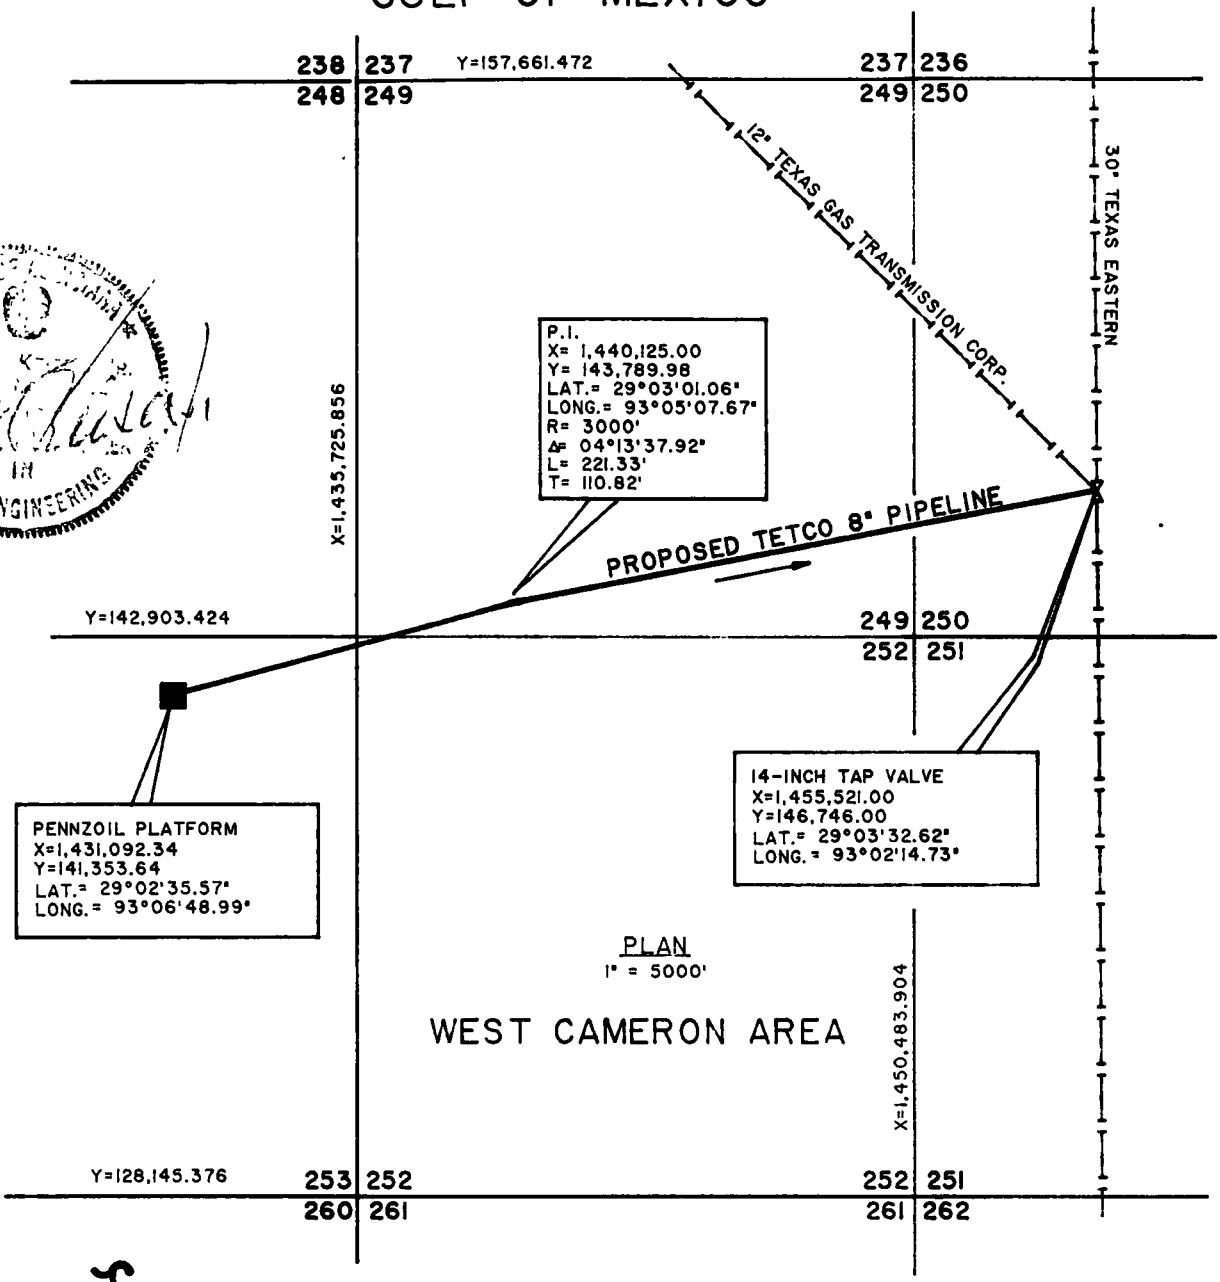 GULF OF MEXICO
238 237
Y=157,661.472
237 236
248 249
249 250
12" TEXAS GAS TRANSMISSION CORP.
30" TEXAS EASTERN
P.I.
X= 1,440,125.00
Y= 143,789.98
LAT.= 29°03'01.06"
LONG.= 93°05'07.67"
R= 3000'
Δ= 04°13'37.92"
L= 221.33'
T= 110.82'
X=1,435,725.856
IN
ENGINEERING
PROPOSED TETCO 8" PIPELINE
Y=142,903.424
249 250
252 251
14-INCH TAP VALVE
X=1,455,521.00
Y=146,746.00
LAT.= 29°03'32.62"
LONG.= 93°02'14.73"
PENNZOIL PLATFORM
X=1,431,092.34
Y=141,353.64
LAT.= 29°02'35.57"
LONG.= 93°06'48.99"
PLAN
1" = 5000'
WEST CAMERON AREA
X=1,450,483.904
Y=128,145.376
253 252
252 251
260 261
261 262